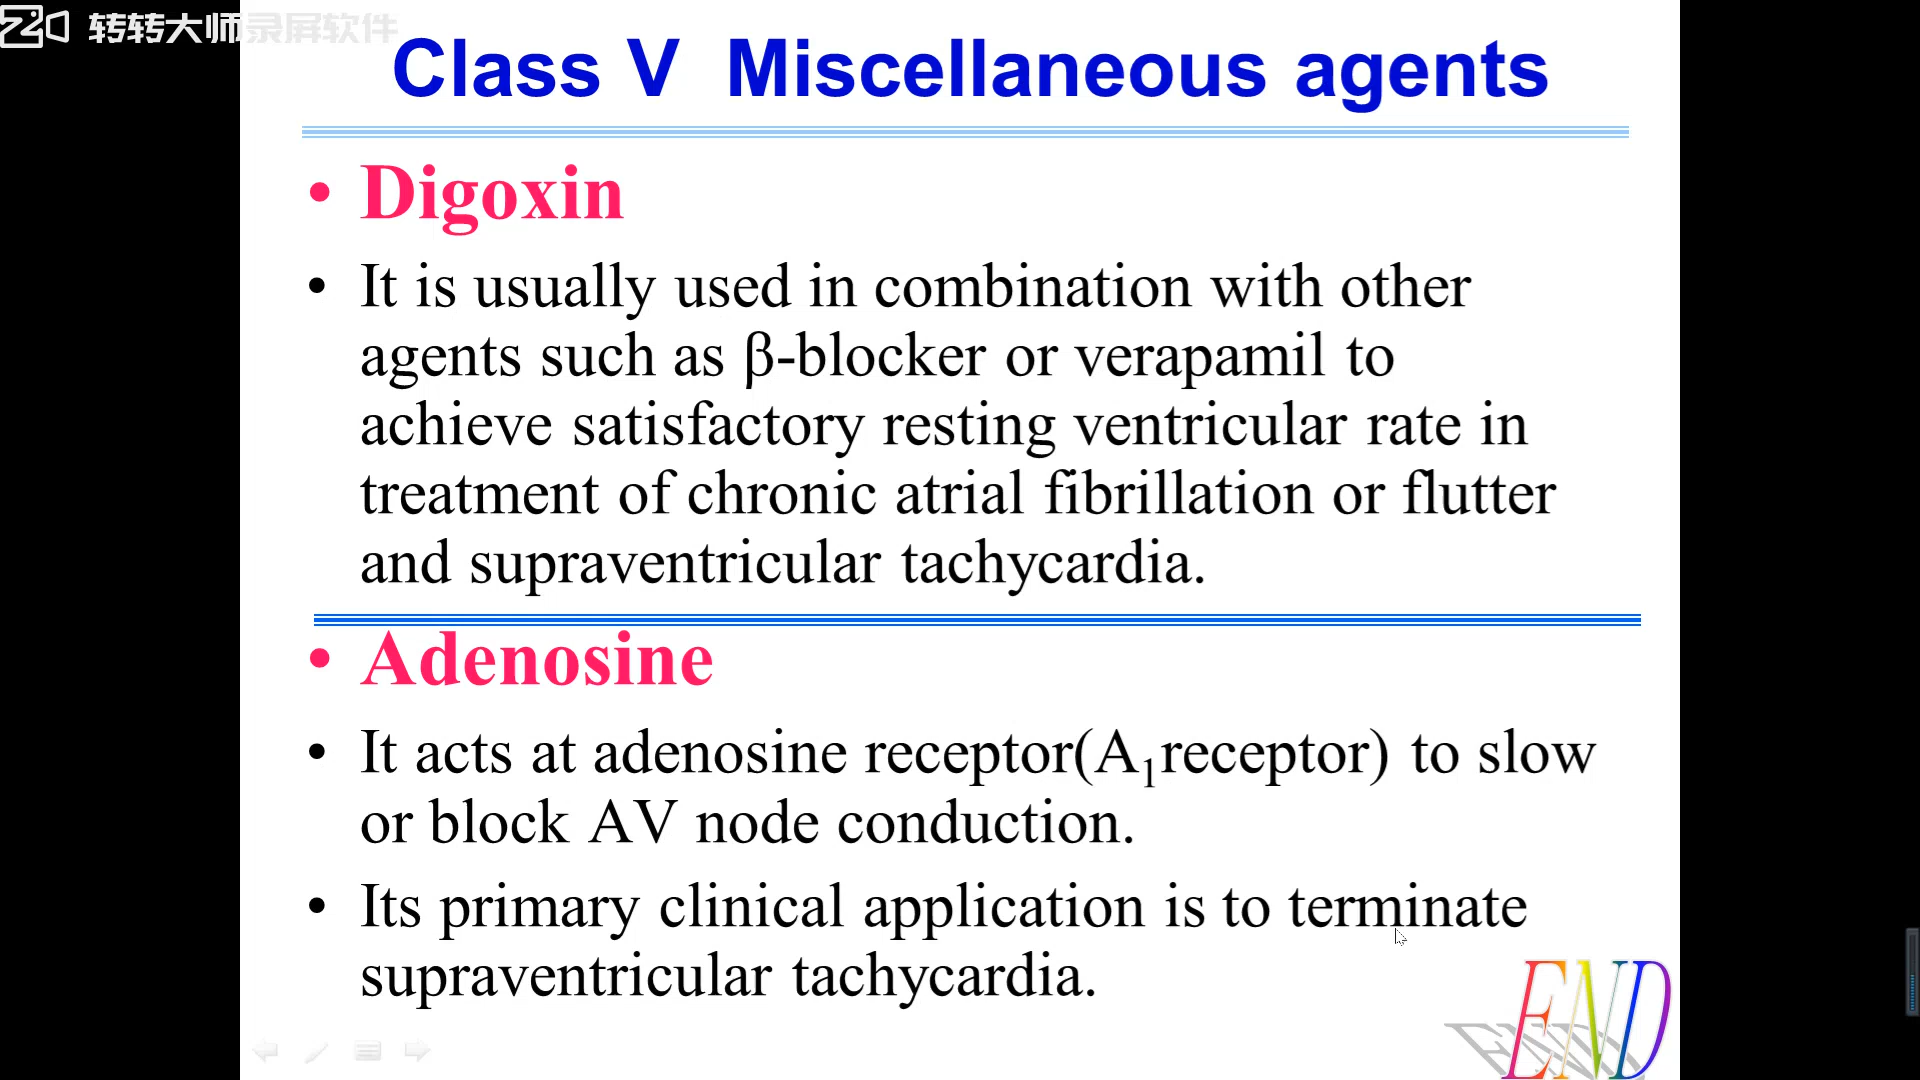 转转大师录屏软件
Class V Miscellaneous agents
• Digoxin
• It is usually used in combination with other
agents such as β-blocker or verapamil to
achieve satisfactory resting ventricular rate in
treatment of chronic atrial fibrillation or flutter
and supraventricular tachycardia.
• Adenosine
• It acts at adenosine receptor(A₁receptor) to slow
or block AV node conduction.
• Its primary clinical application is to terminate
supraventricular tachycardia.
END